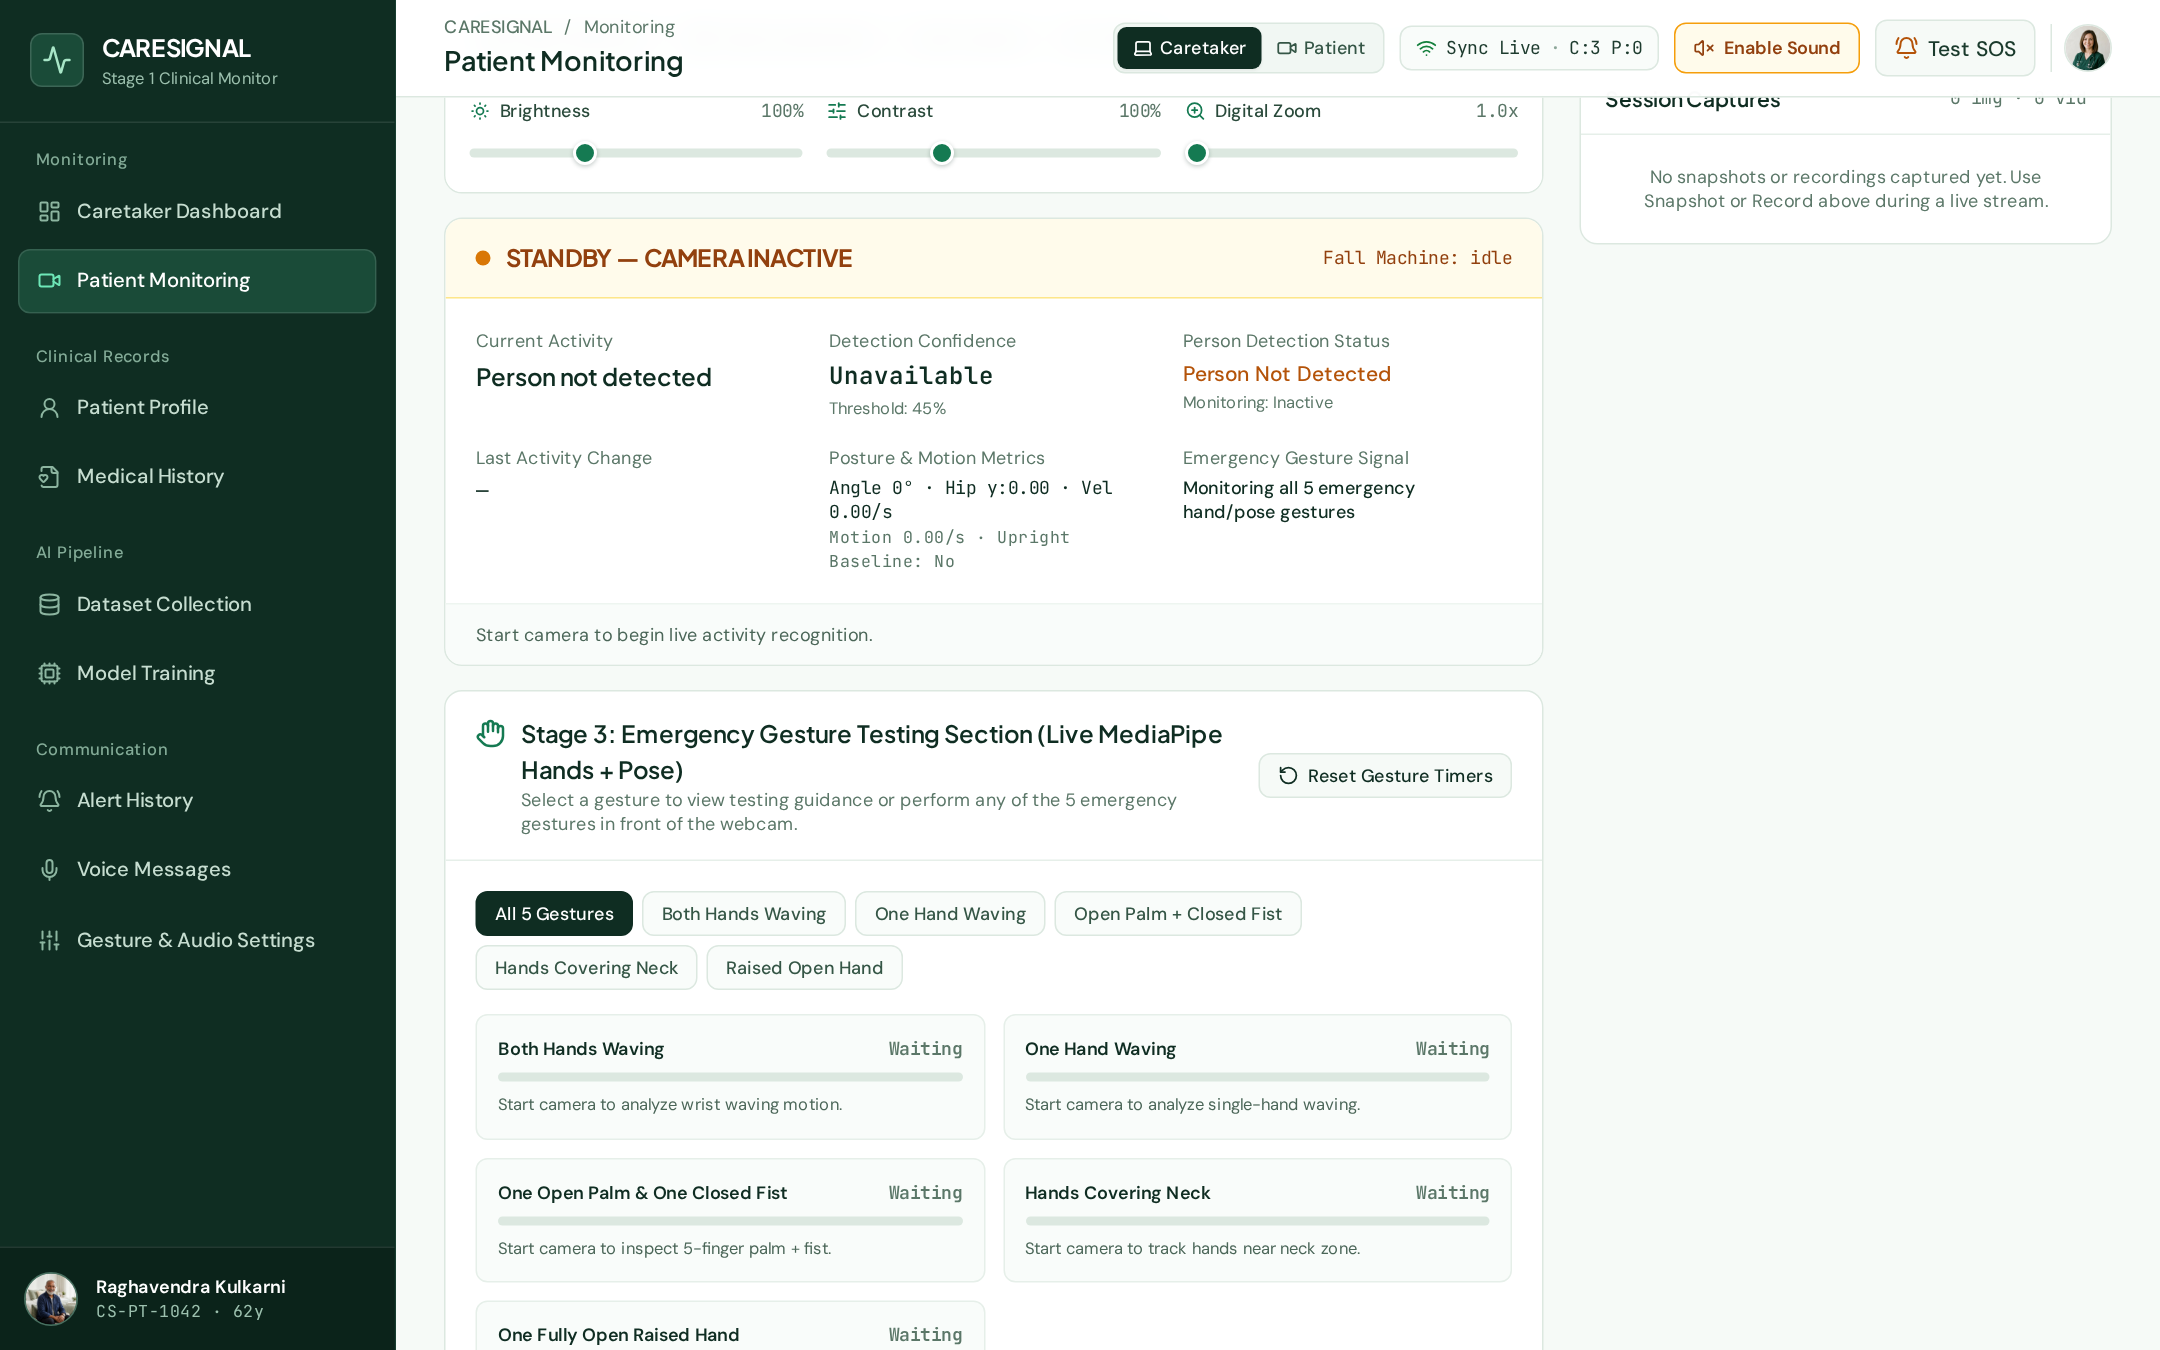 CARESIGNAL
Stage 1 Clinical Monitor
Monitoring
Caretaker Dashboard
Patient Monitoring
Clinical Records
Patient Profile
Medical History
AI Pipeline
Dataset Collection
Model Training
Communication
Alert History
Voice Messages
Gesture & Audio Settings
Raghavendra Kulkarni
CS-PT-1042 · 62y
CARESIGNAL / Monitoring
Patient Monitoring
Caretaker
Patient
Sync Live · C:3 P:0
Enable Sound
Test SOS
Brightness 100%
Contrast 100%
Digital Zoom 1.0x
STANDBY — CAMERA INACTIVE
Fall Machine: idle
Current Activity
Person not detected
Detection Confidence
Unavailable
Threshold: 45%
Person Detection Status
Person Not Detected
Monitoring: Inactive
Last Activity Change
—
Posture & Motion Metrics
Angle 0° · Hip y:0.00 · Vel
0.00/s
Motion 0.00/s · Upright
Baseline: No
Emergency Gesture Signal
Monitoring all 5 emergency
hand/pose gestures
Start camera to begin live activity recognition.
Stage 3: Emergency Gesture Testing Section (Live MediaPipe
Hands + Pose)
Select a gesture to view testing guidance or perform any of the 5 emergency
gestures in front of the webcam.
Reset Gesture Timers
All 5 Gestures
Both Hands Waving
One Hand Waving
Open Palm + Closed Fist
Hands Covering Neck
Raised Open Hand
Both Hands Waving Waiting
Start camera to analyze wrist waving motion.
One Hand Waving Waiting
Start camera to analyze single-hand waving.
One Open Palm & One Closed Fist Waiting
Start camera to inspect 5-finger palm + fist.
Hands Covering Neck Waiting
Start camera to track hands near neck zone.
One Fully Open Raised Hand Waiting
Session Captures
0 img · 0 vid
No snapshots or recordings captured yet. Use
Snapshot or Record above during a live stream.